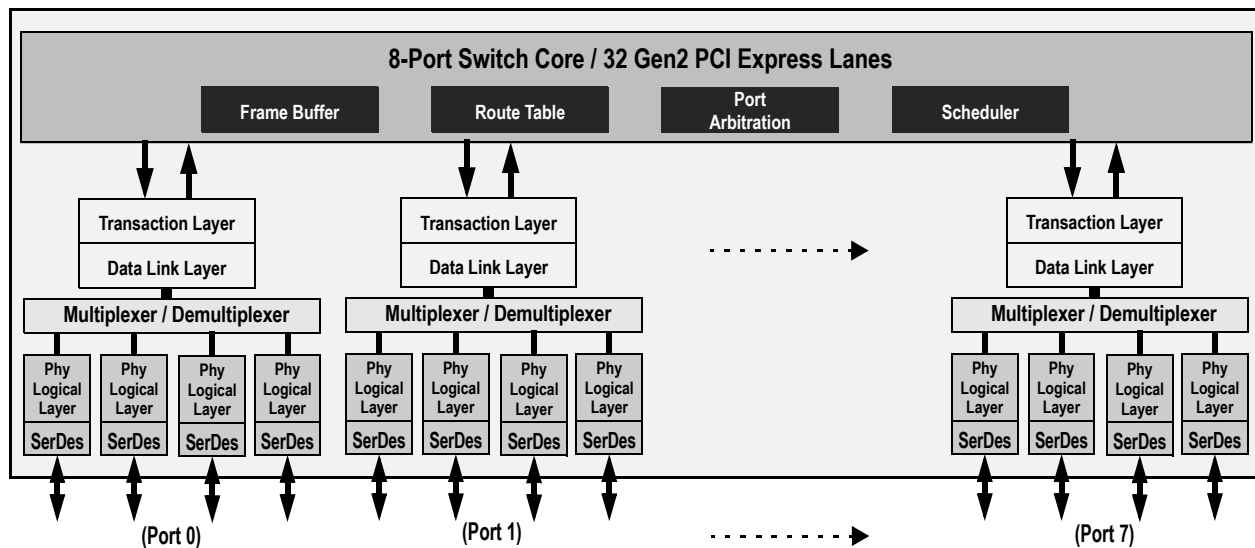 8-Port Switch Core / 32 Gen2 PCI Express Lanes
Frame Buffer
Route Table
Port
Arbitration
Scheduler
Transaction Layer
Data Link Layer
Multiplexer / Demultiplexer
Phy
Logical
Layer
SerDes
Phy
Logical
Layer
SerDes
Phy
Logical
Layer
SerDes
Phy
Logical
Layer
SerDes
(Port 0)
Transaction Layer
Data Link Layer
Multiplexer / Demultiplexer
Phy
Logical
Layer
SerDes
Phy
Logical
Layer
SerDes
Phy
Logical
Layer
SerDes
Phy
Logical
Layer
SerDes
(Port 1)
Transaction Layer
Data Link Layer
Multiplexer / Demultiplexer
Phy
Logical
Layer
SerDes
Phy
Logical
Layer
SerDes
Phy
Logical
Layer
SerDes
Phy
Logical
Layer
SerDes
(Port 7)